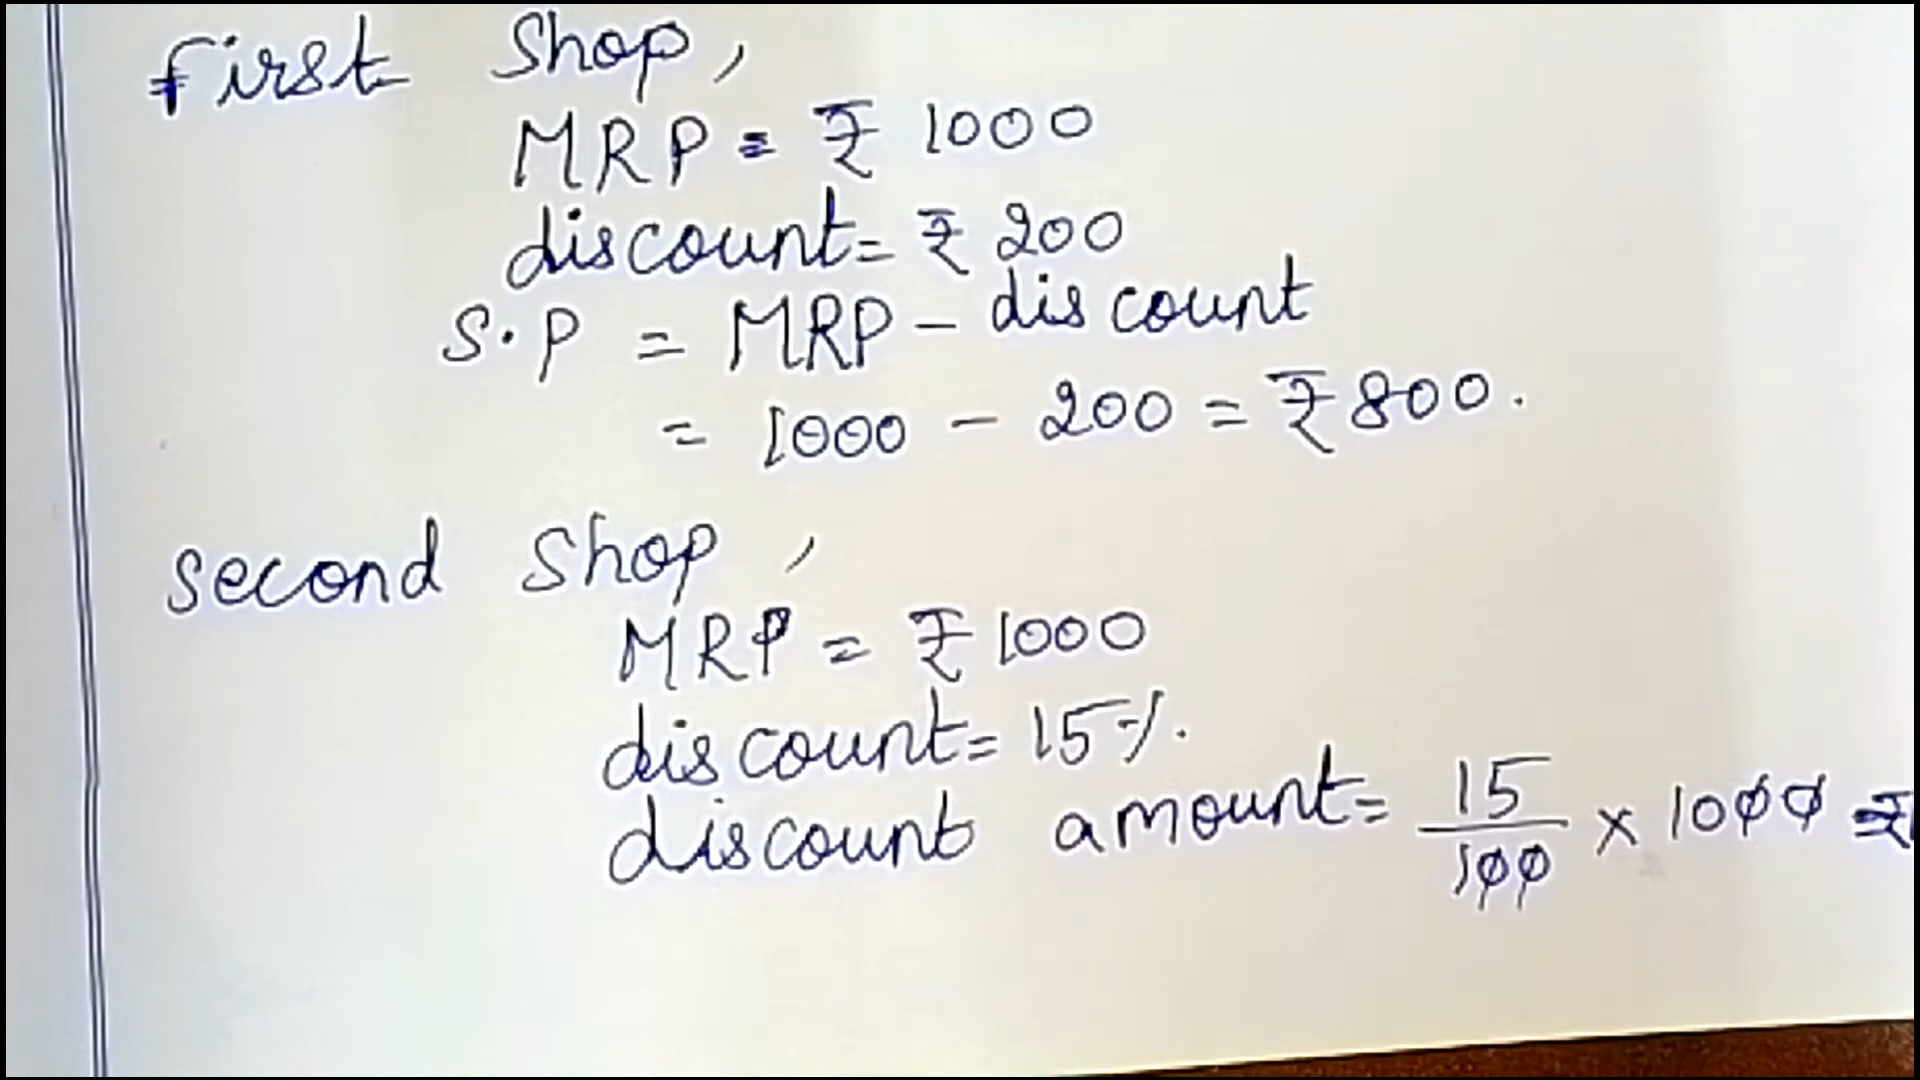 First Shop,
MRP = ₹ 1000
discount = ₹ 200
S.P = MRP - discount
= 1000 - 200 = ₹ 800.
Second Shop,
MRP = ₹ 1000
discount = 15%.
discount amount = 15/100 × 1000 = ₹